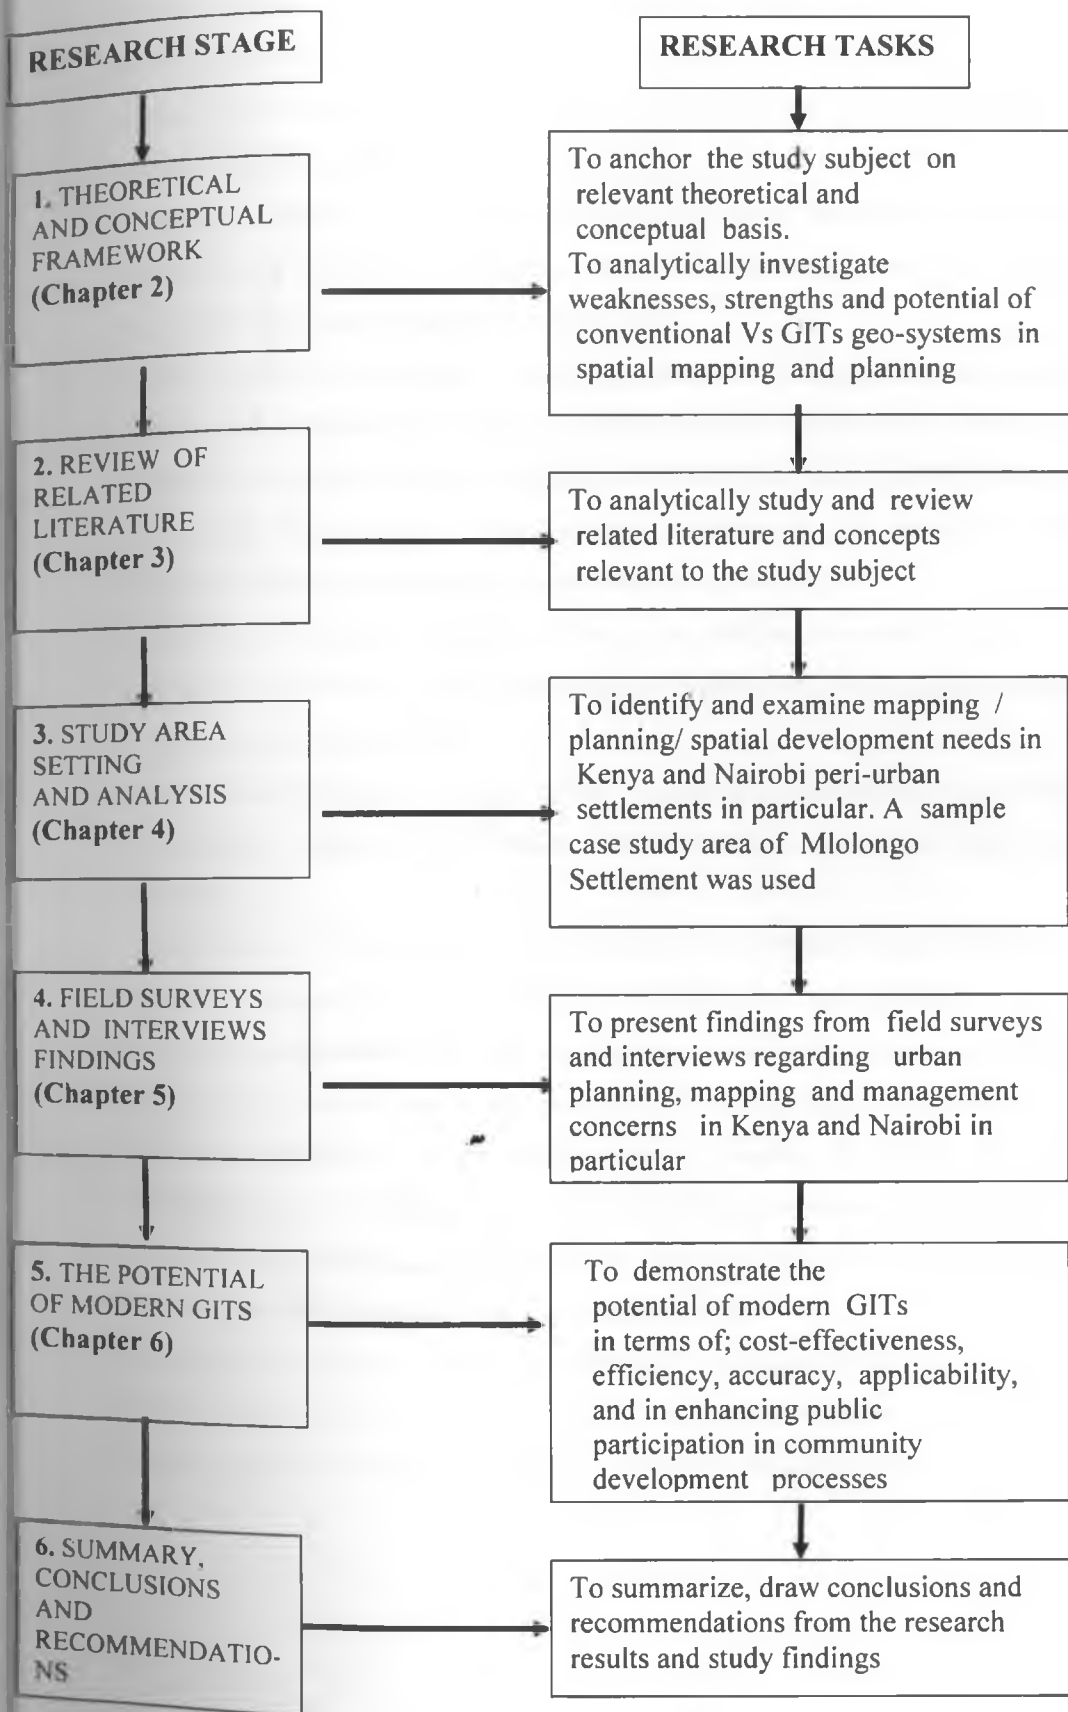 RESEARCH STAGE
RESEARCH TASKS
1. THEORETICAL
AND CONCEPTUAL
FRAMEWORK
(Chapter 2)
To anchor the study subject on
relevant theoretical and
conceptual basis.
To analytically investigate
weaknesses, strengths and potential of
conventional Vs GITs geo-systems in
spatial mapping and planning
2. REVIEW OF
RELATED
LITERATURE
(Chapter 3)
To analytically study and review
related literature and concepts
relevant to the study subject
3. STUDY AREA
SETTING
AND ANALYSIS
(Chapter 4)
To identify and examine mapping /
planning/ spatial development needs in
Kenya and Nairobi peri-urban
settlements in particular. A sample
case study area of Mlolongo
Settlement was used
4. FIELD SURVEYS
AND INTERVIEWS
FINDINGS
(Chapter 5)
To present findings from field surveys
and interviews regarding urban
planning, mapping and management
concerns in Kenya and Nairobi in
particular
5. THE POTENTIAL
OF MODERN GITS
(Chapter 6)
To demonstrate the
potential of modern GITs
in terms of; cost-effectiveness,
efficiency, accuracy, applicability,
and in enhancing public
participation in community
development processes
6. SUMMARY,
CONCLUSIONS
AND
RECOMMENDATIO-
NS
To summarize, draw conclusions and
recommendations from the research
results and study findings